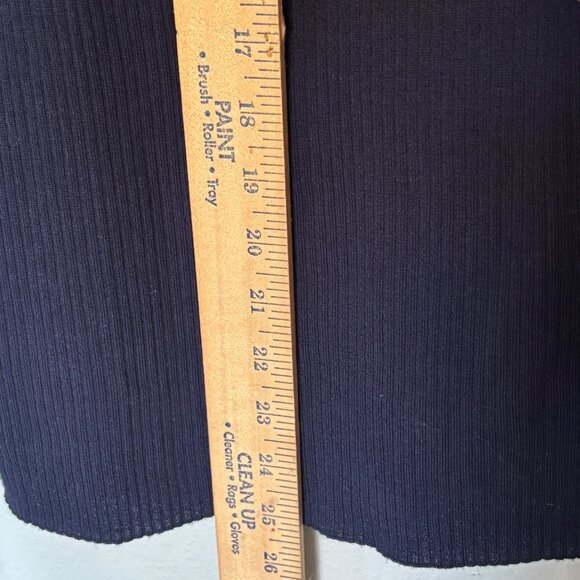 17
18
19
20
21
22
23
24
25
26
PAINT
• Brush • Roller • Tray
CLEAN UP
• Cleaner • Rags • Gloves